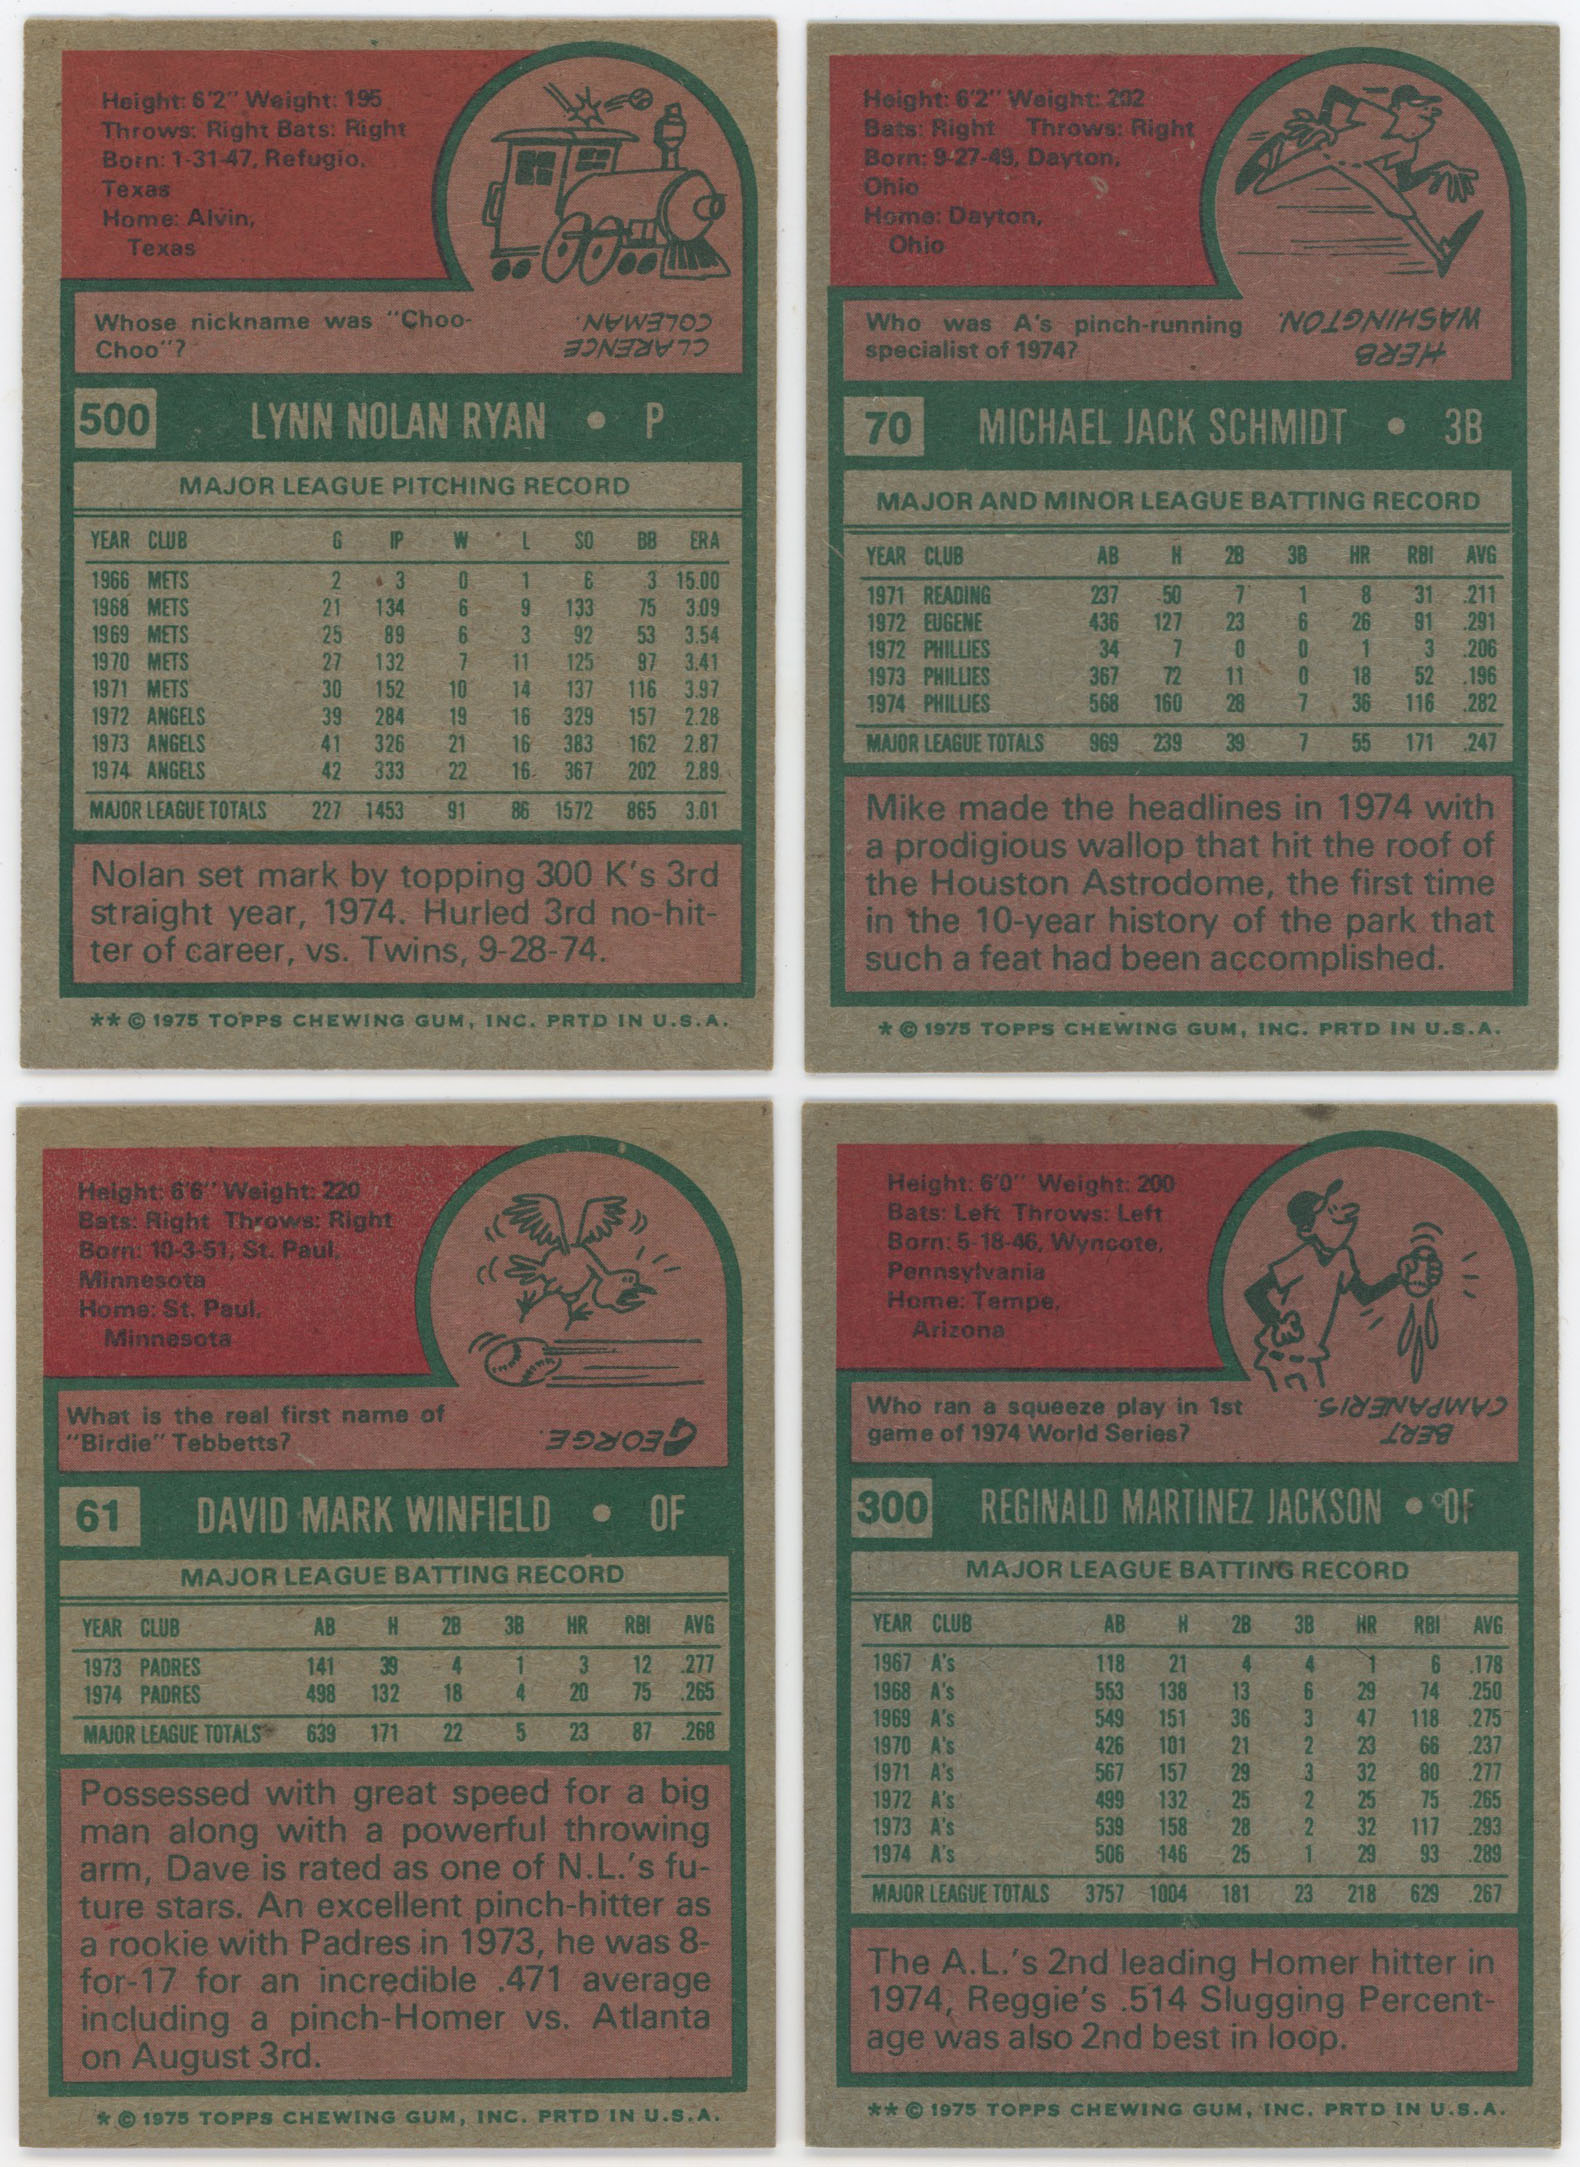 Height: 6'2" Weight: 195
Throws: Right Bats: Right
Born: 1-31-47, Refugio,
Texas
Home: Alvin,
Texas
Whose nickname was "Choo-
Choo"?
CLARENCE
COLEMAN.
500 LYNN NOLAN RYAN • P
MAJOR LEAGUE PITCHING RECORD
YEAR CLUB G IP W L SO BB ERA
1966 METS 2 3 0 1 6 3 15.00
1968 METS 21 134 6 9 133 75 3.09
1969 METS 25 89 6 3 92 53 3.54
1970 METS 27 132 7 11 125 97 3.41
1971 METS 30 152 10 14 137 116 3.97
1972 ANGELS 39 284 19 16 329 157 2.28
1973 ANGELS 41 326 21 16 383 162 2.87
1974 ANGELS 42 333 22 16 367 202 2.89
MAJOR LEAGUE TOTALS 227 1453 91 86 1572 865 3.01
Nolan set mark by topping 300 K's 3rd
straight year, 1974. Hurled 3rd no-hit-
ter of career, vs. Twins, 9-28-74.
** © 1975 TOPPS CHEWING GUM, INC. PRTD IN U.S.A.
Height: 6'2" Weight: 202
Bats: Right Throws: Right
Born: 9-27-49, Dayton,
Ohio
Home: Dayton,
Ohio
Who was A's pinch-running
specialist of 1974?
HERB
WASHINGTON.
70 MICHAEL JACK SCHMIDT • 3B
MAJOR AND MINOR LEAGUE BATTING RECORD
YEAR CLUB AB H 2B 3B HR RBI AVG
1971 READING 237 50 7 1 8 31 .211
1972 EUGENE 436 127 23 6 26 91 .291
1972 PHILLIES 34 7 0 0 1 3 .206
1973 PHILLIES 367 72 11 0 18 52 .196
1974 PHILLIES 568 160 28 7 36 116 .282
MAJOR LEAGUE TOTALS 969 239 39 7 55 171 .247
Mike made the headlines in 1974 with
a prodigious wallop that hit the roof of
the Houston Astrodome, the first time
in the 10-year history of the park that
such a feat had been accomplished.
* © 1975 TOPPS CHEWING GUM, INC. PRTD IN U.S.A.
Height: 6'6" Weight: 220
Bats: Right Throws: Right
Born: 10-3-51, St. Paul,
Minnesota
Home: St. Paul,
Minnesota
What is the real first name of
"Birdie" Tebbetts?
GEORGE.
61 DAVID MARK WINFIELD • OF
MAJOR LEAGUE BATTING RECORD
YEAR CLUB AB H 2B 3B HR RBI AVG
1973 PADRES 141 39 4 1 3 12 .277
1974 PADRES 498 132 18 4 20 75 .265
MAJOR LEAGUE TOTALS 639 171 22 5 23 87 .268
Possessed with great speed for a big
man along with a powerful throwing
arm, Dave is rated as one of N.L.'s fu-
ture stars. An excellent pinch-hitter as
a rookie with Padres in 1973, he was 8-
for-17 for an incredible .471 average
including a pinch-Homer vs. Atlanta
on August 3rd.
* © 1975 TOPPS CHEWING GUM, INC. PRTD IN U.S.A.
Height: 6'0" Weight: 200
Bats: Left Throws: Left
Born: 5-18-46, Wyncote,
Pennsylvania
Home: Tempe,
Arizona
Who ran a squeeze play in 1st
game of 1974 World Series?
BERT
CAMPANERIS.
300 REGINALD MARTINEZ JACKSON • OF
MAJOR LEAGUE BATTING RECORD
YEAR CLUB AB H 2B 3B HR RBI AVG
1967 A's 118 21 4 4 1 6 .178
1968 A's 553 138 13 6 29 74 .250
1969 A's 549 151 36 3 47 118 .275
1970 A's 426 101 21 2 23 66 .237
1971 A's 567 157 29 3 32 80 .277
1972 A's 499 132 25 2 25 75 .265
1973 A's 539 158 28 2 32 117 .293
1974 A's 506 146 25 1 29 93 .289
MAJOR LEAGUE TOTALS 3757 1004 181 23 218 629 .267
The A.L.'s 2nd leading Homer hitter in
1974, Reggie's .514 Slugging Percent-
age was also 2nd best in loop.
** © 1975 TOPPS CHEWING GUM, INC. PRTD IN U.S.A.